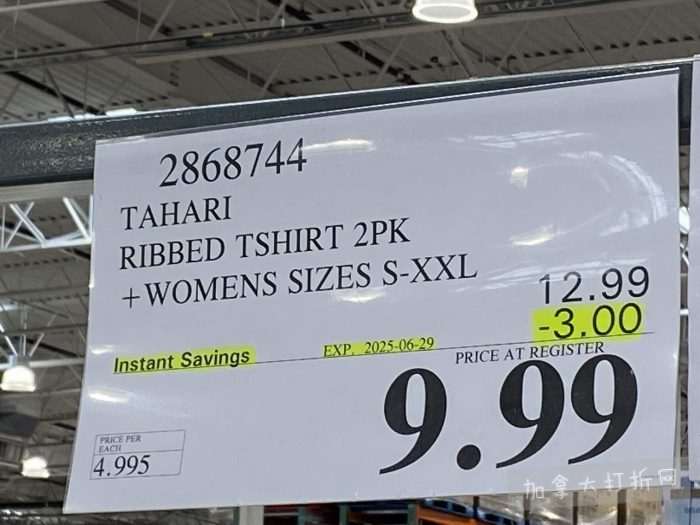 2868744
TAHARI
RIBBED TSHIRT 2PK
+WOMENS SIZES S-XXL
12.99
-3.00
Instant Savings
EXP. 2025-06-29
PRICE AT REGISTER
9.99
PRICE PER
EACH
4.995
加拿大打折网